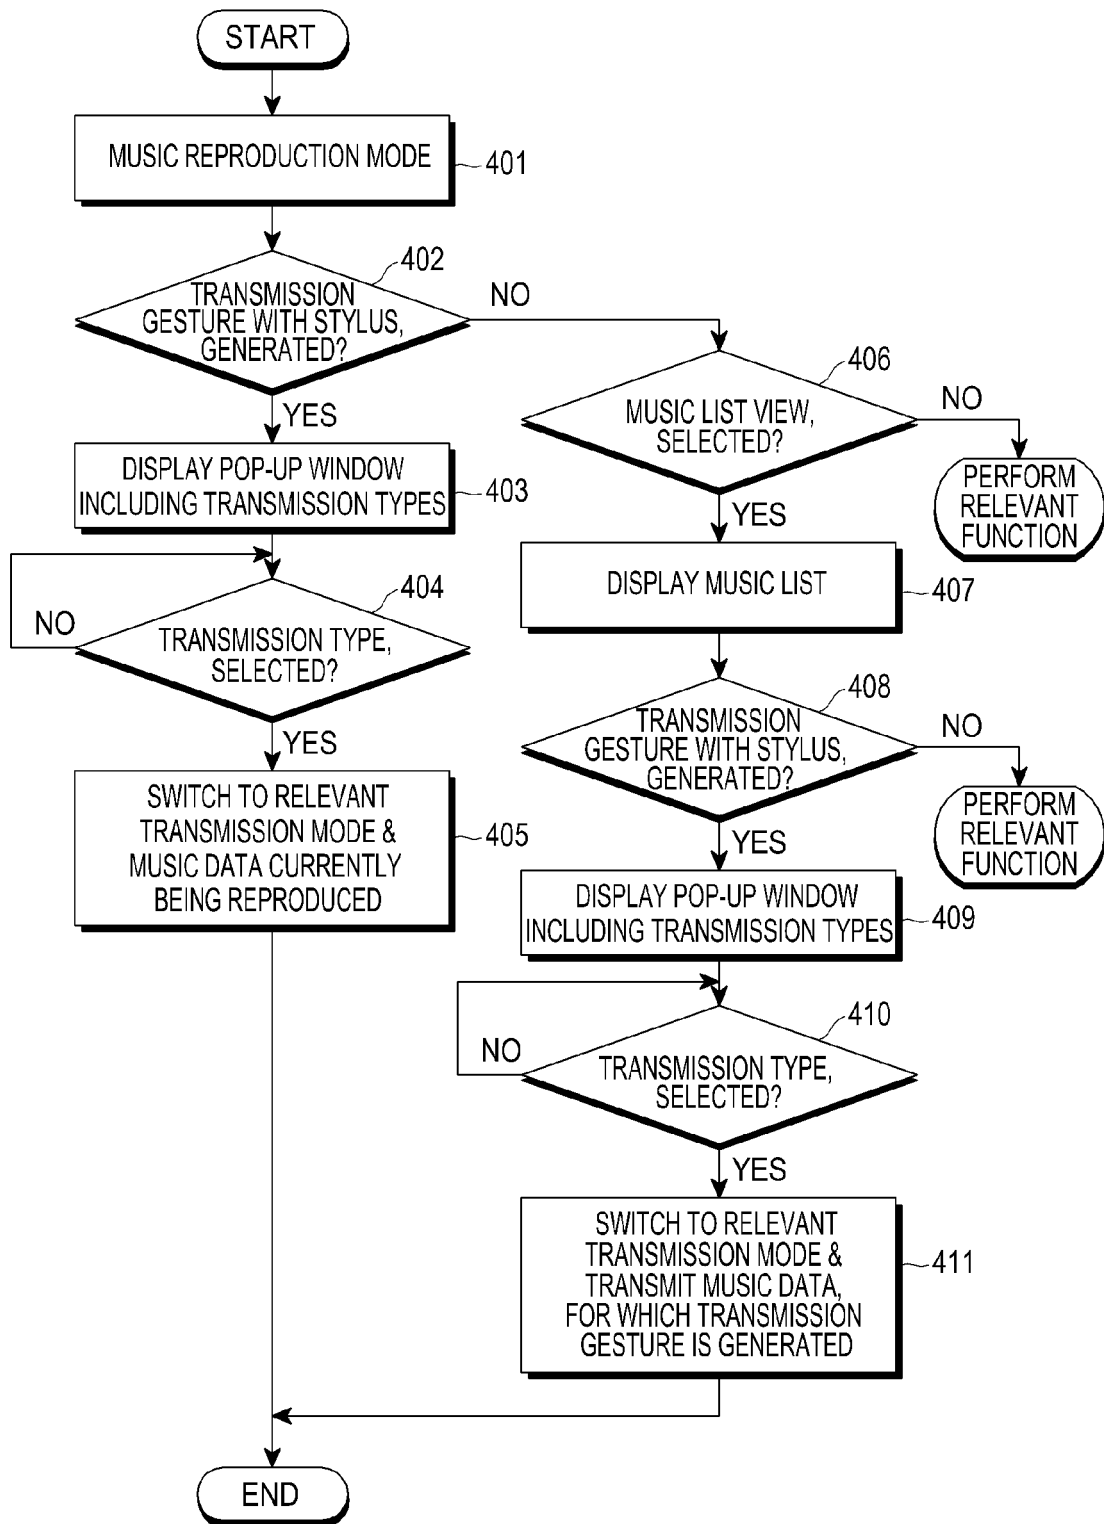 START
MUSIC REPRODUCTION MODE
401
402
TRANSMISSION
GESTURE WITH STYLUS,
GENERATED?
NO
YES
DISPLAY POP-UP WINDOW
INCLUDING TRANSMISSION TYPES
403
404
TRANSMISSION TYPE,
SELECTED?
NO
YES
SWITCH TO RELEVANT
TRANSMISSION MODE &
MUSIC DATA CURRENTLY
BEING REPRODUCED
405
406
MUSIC LIST VIEW,
SELECTED?
NO
PERFORM
RELEVANT
FUNCTION
YES
DISPLAY MUSIC LIST
407
408
TRANSMISSION
GESTURE WITH STYLUS,
GENERATED?
NO
PERFORM
RELEVANT
FUNCTION
YES
DISPLAY POP-UP WINDOW
INCLUDING TRANSMISSION TYPES
409
410
TRANSMISSION TYPE,
SELECTED?
NO
YES
SWITCH TO RELEVANT
TRANSMISSION MODE &
TRANSMIT MUSIC DATA,
FOR WHICH TRANSMISSION
GESTURE IS GENERATED
411
END